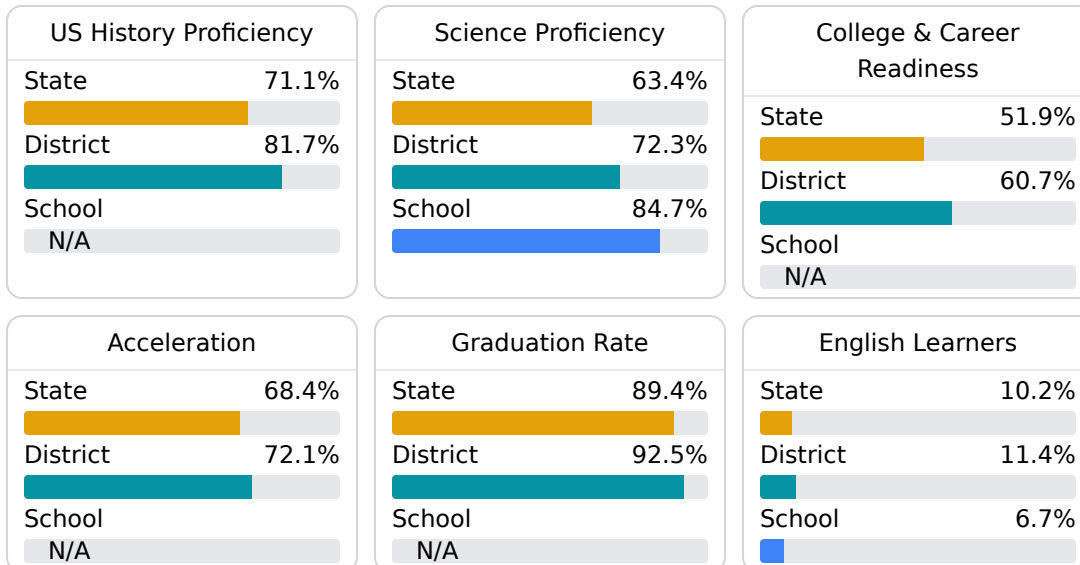 US History Proficiency
State 71.1%
District 81.7%
School
N/A
Science Proficiency
State 63.4%
District 72.3%
School 84.7%
College & Career
Readiness
State 51.9%
District 60.7%
School
N/A
Acceleration
State 68.4%
District 72.1%
School
N/A
Graduation Rate
State 89.4%
District 92.5%
School
N/A
English Learners
State 10.2%
District 11.4%
School 6.7%